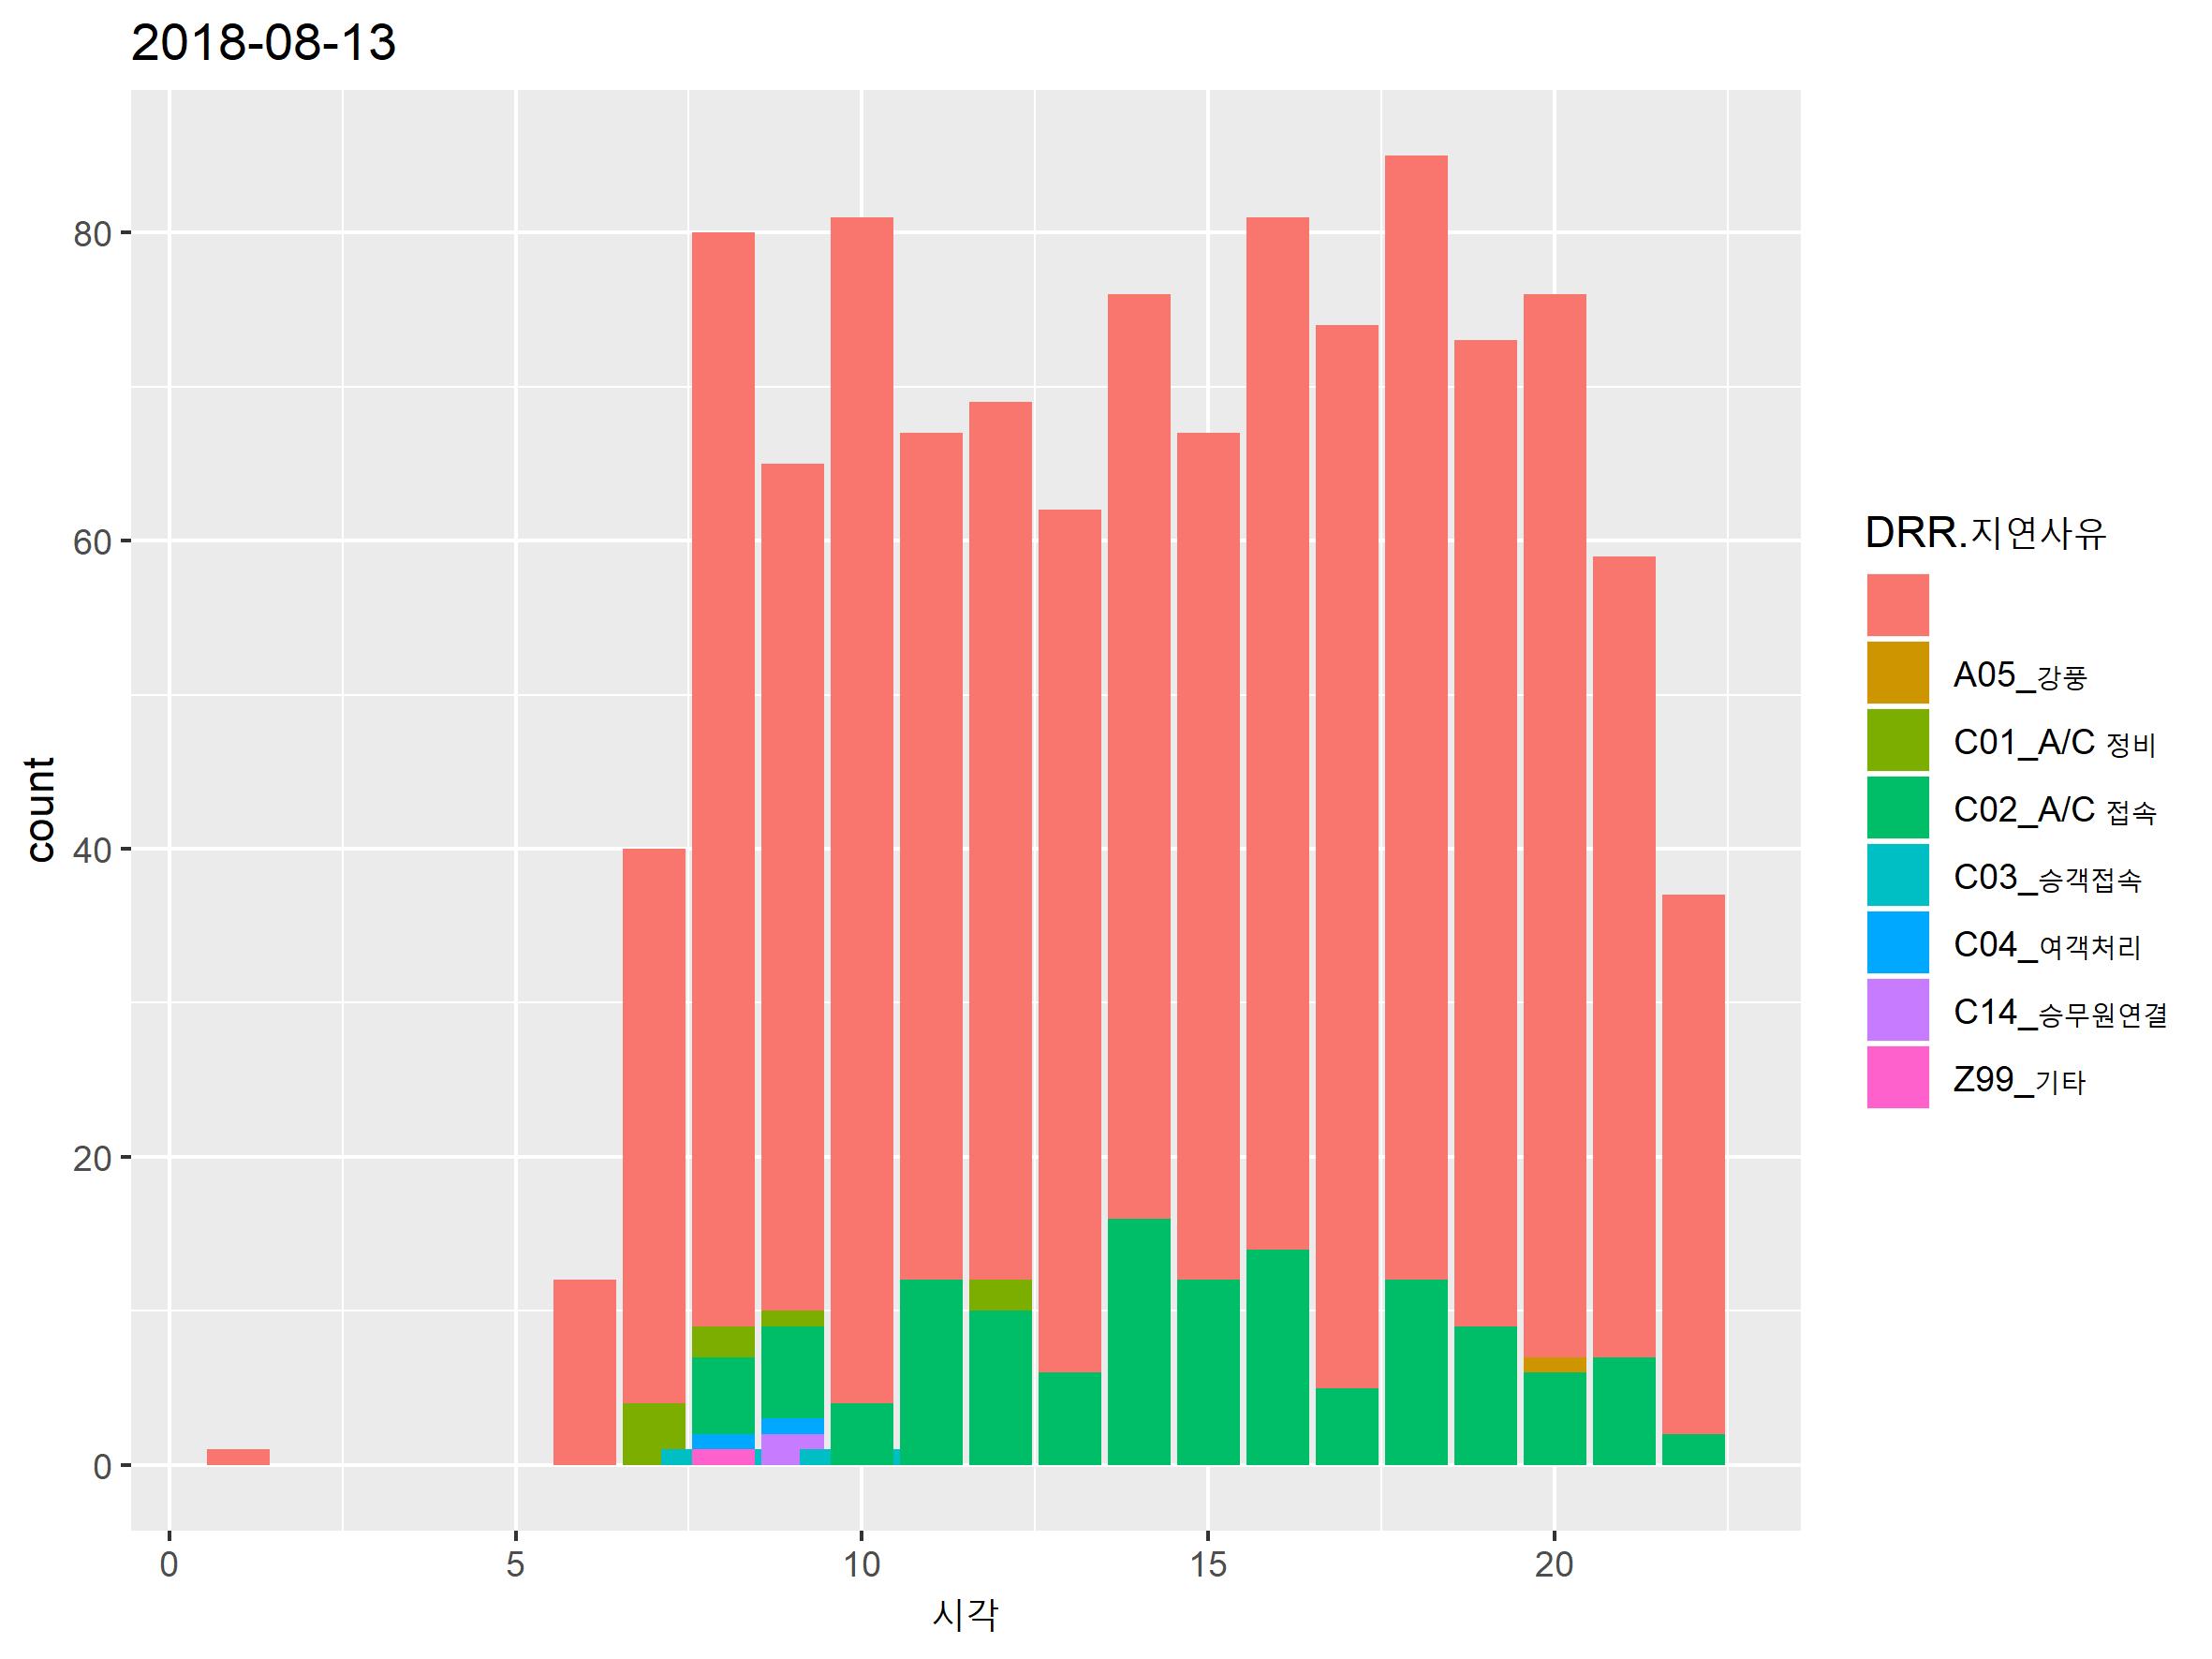 2018-08-13
80
60
40
20
0
count
0 5 10 15 20
시각
DRR.지연사유
A05_강풍
C01_A/C 정비
C02_A/C 접속
C03_승객접속
C04_여객처리
C14_승무원연결
Z99_기타